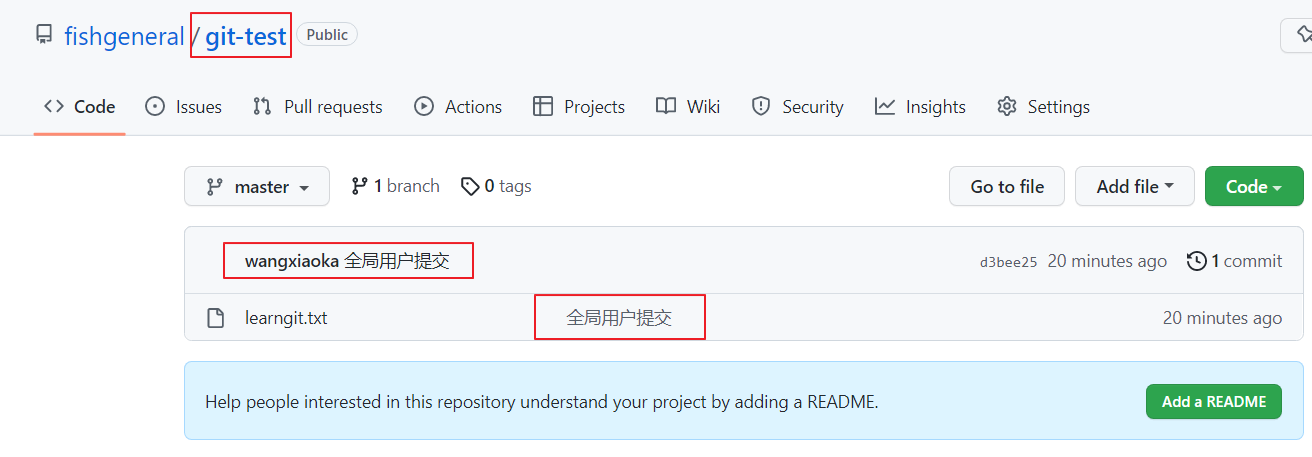 fishgeneral / git-test Public
Code Issues Pull requests Actions Projects Wiki Security Insights Settings
master 1 branch 0 tags Go to file Add file Code
wangxiaoka 全局用户提交 d3bee25 20 minutes ago 1 commit
learngit.txt 全局用户提交 20 minutes ago
Help people interested in this repository understand your project by adding a README. Add a README